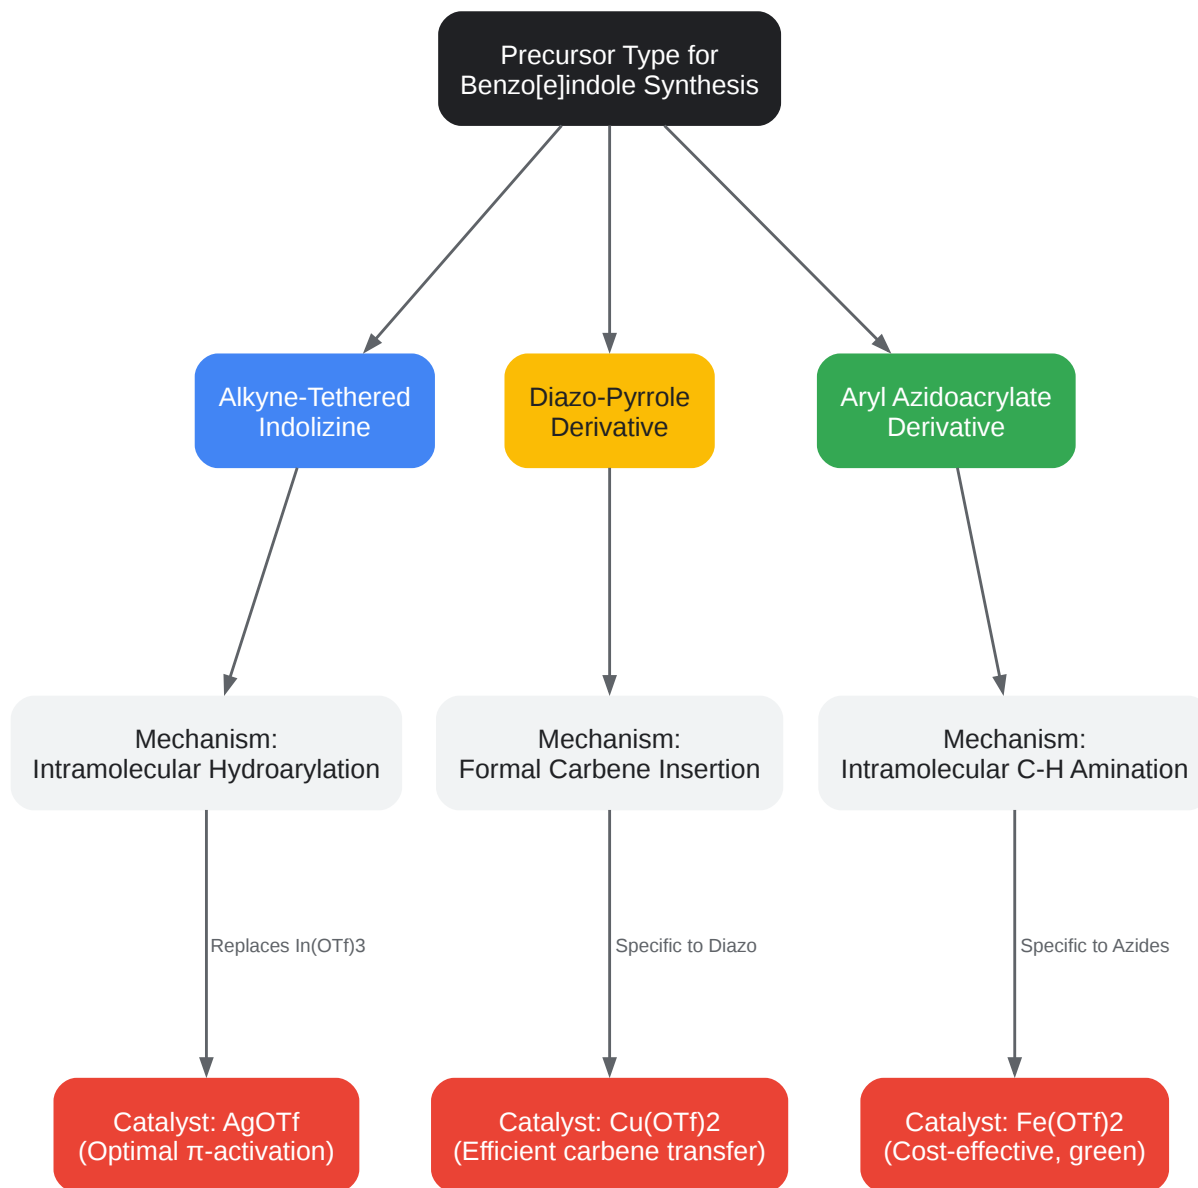 Precursor Type for
Benzo[e]indole Synthesis
Alkyne-Tethered
Indolizine
Diazo-Pyrrole
Derivative
Aryl Azidoacrylate
Derivative
Mechanism:
Intramolecular Hydroarylation
Mechanism:
Formal Carbene Insertion
Mechanism:
Intramolecular C-H Amination
Replaces In(OTf)3
Specific to Diazo
Specific to Azides
Catalyst: AgOTf
(Optimal π-activation)
Catalyst: Cu(OTf)2
(Efficient carbene transfer)
Catalyst: Fe(OTf)2
(Cost-effective, green)